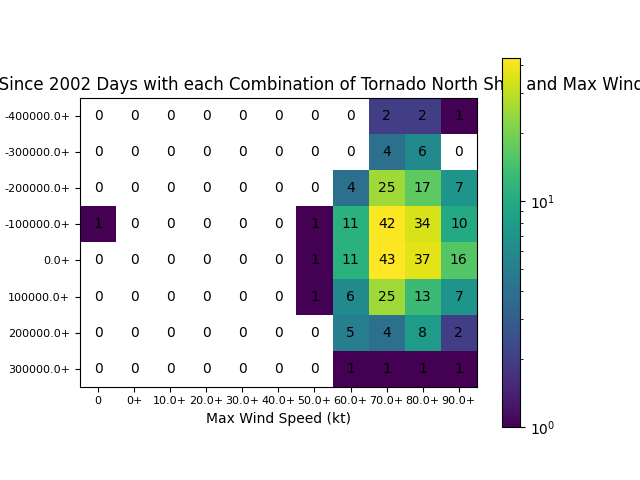 Since 2002 Days with each Combination of Tornado North Sh and Max Wind
-400000.0+ 0 0 0 0 0 0 0 0 2 2 1
-300000.0+ 0 0 0 0 0 0 0 0 4 6 0
-200000.0+ 0 0 0 0 0 0 0 4 25 17 7
-100000.0+ 1 0 0 0 0 0 1 11 42 34 10
0.0+ 0 0 0 0 0 0 1 11 43 37 16
100000.0+ 0 0 0 0 0 0 1 6 25 13 7
200000.0+ 0 0 0 0 0 0 0 5 4 8 2
300000.0+ 0 0 0 0 0 0 0 1 1 1 1
0 0+ 10.0+ 20.0+ 30.0+ 40.0+ 50.0+ 60.0+ 70.0+ 80.0+ 90.0+
Max Wind Speed (kt)
10¹
10⁰